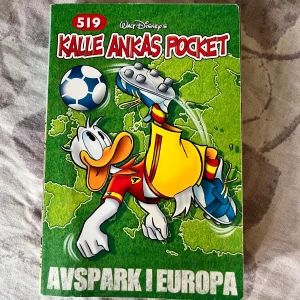 519
WALT DISNEY'S
KALLE ANKAS POCKET
AVSPARK I EUROPA